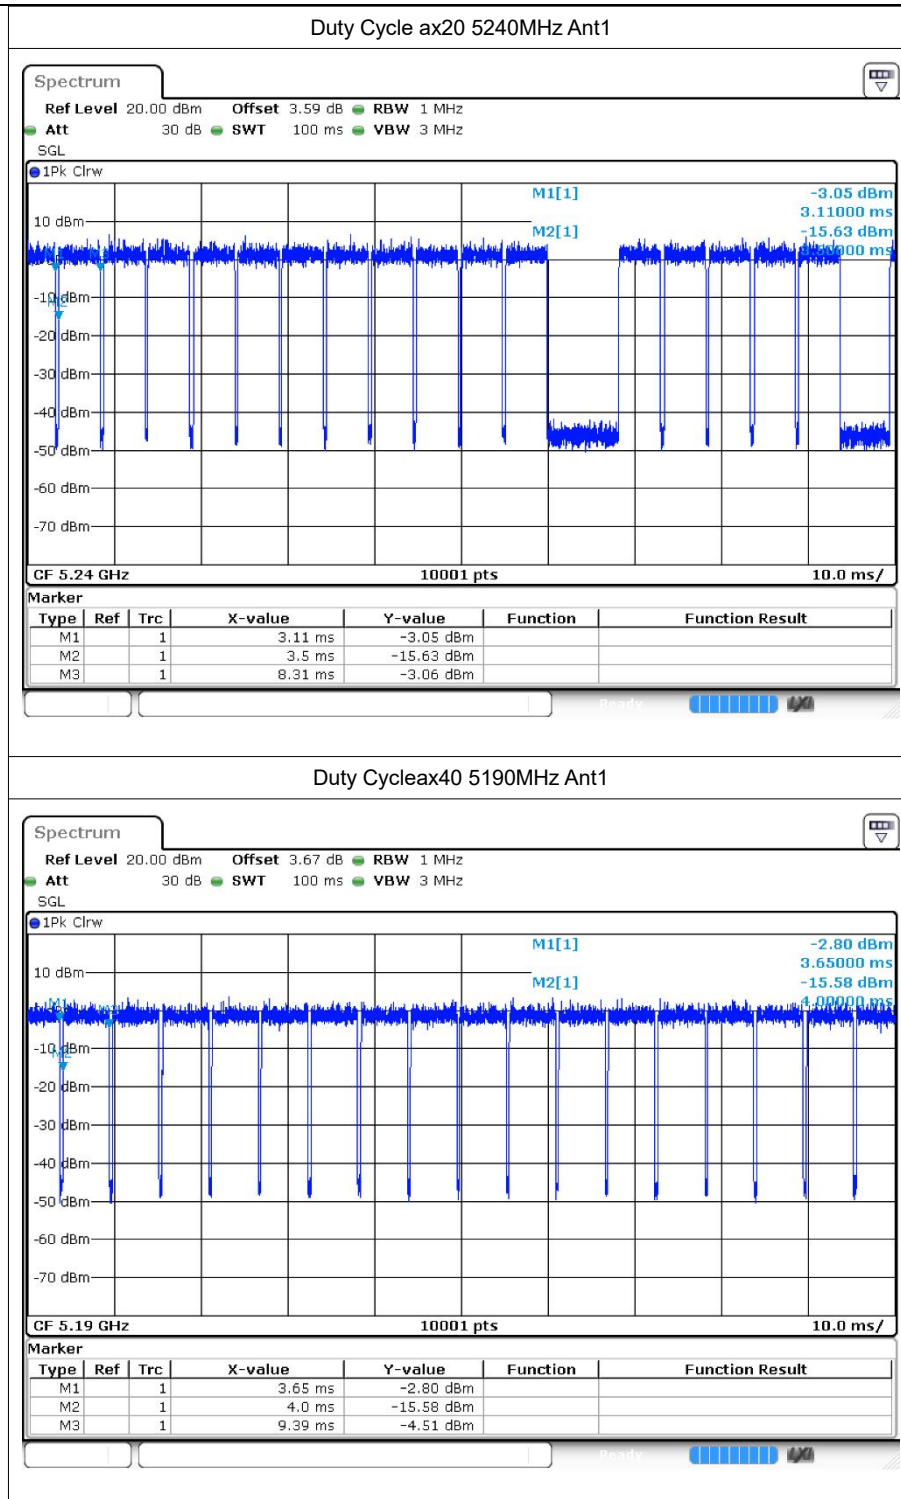 Duty Cycle ax20 5240MHz Ant1
Spectrum
Ref Level 20.00 dBm Offset 3.59 dB RBW 1 MHz
Att 30 dB SWT 100 ms VBW 3 MHz
SGL
1Pk Clrw
M1[1] -3.05 dBm
3.11000 ms
10 dBm
M2[1] -15.63 dBm
-10 dBm
M2
-20 dBm
-30 dBm
-40 dBm
-50 dBm
-60 dBm
-70 dBm
CF 5.24 GHz 10001 pts 10.0 ms/
Marker
Type Ref Trc X-value Y-value Function Function Result
M1 1 3.11 ms -3.05 dBm
M2 1 3.5 ms -15.63 dBm
M3 1 8.31 ms -3.06 dBm
Ready LXI
Duty Cycleax40 5190MHz Ant1
Spectrum
Ref Level 20.00 dBm Offset 3.67 dB RBW 1 MHz
Att 30 dB SWT 100 ms VBW 3 MHz
SGL
1Pk Clrw
M1[1] -2.80 dBm
3.65000 ms
10 dBm
M2[1] -15.58 dBm
4.00000 ms
M1
-10 dBm
M2
-20 dBm
-30 dBm
-40 dBm
-50 dBm
-60 dBm
-70 dBm
CF 5.19 GHz 10001 pts 10.0 ms/
Marker
Type Ref Trc X-value Y-value Function Function Result
M1 1 3.65 ms -2.80 dBm
M2 1 4.0 ms -15.58 dBm
M3 1 9.39 ms -4.51 dBm
Ready LXI